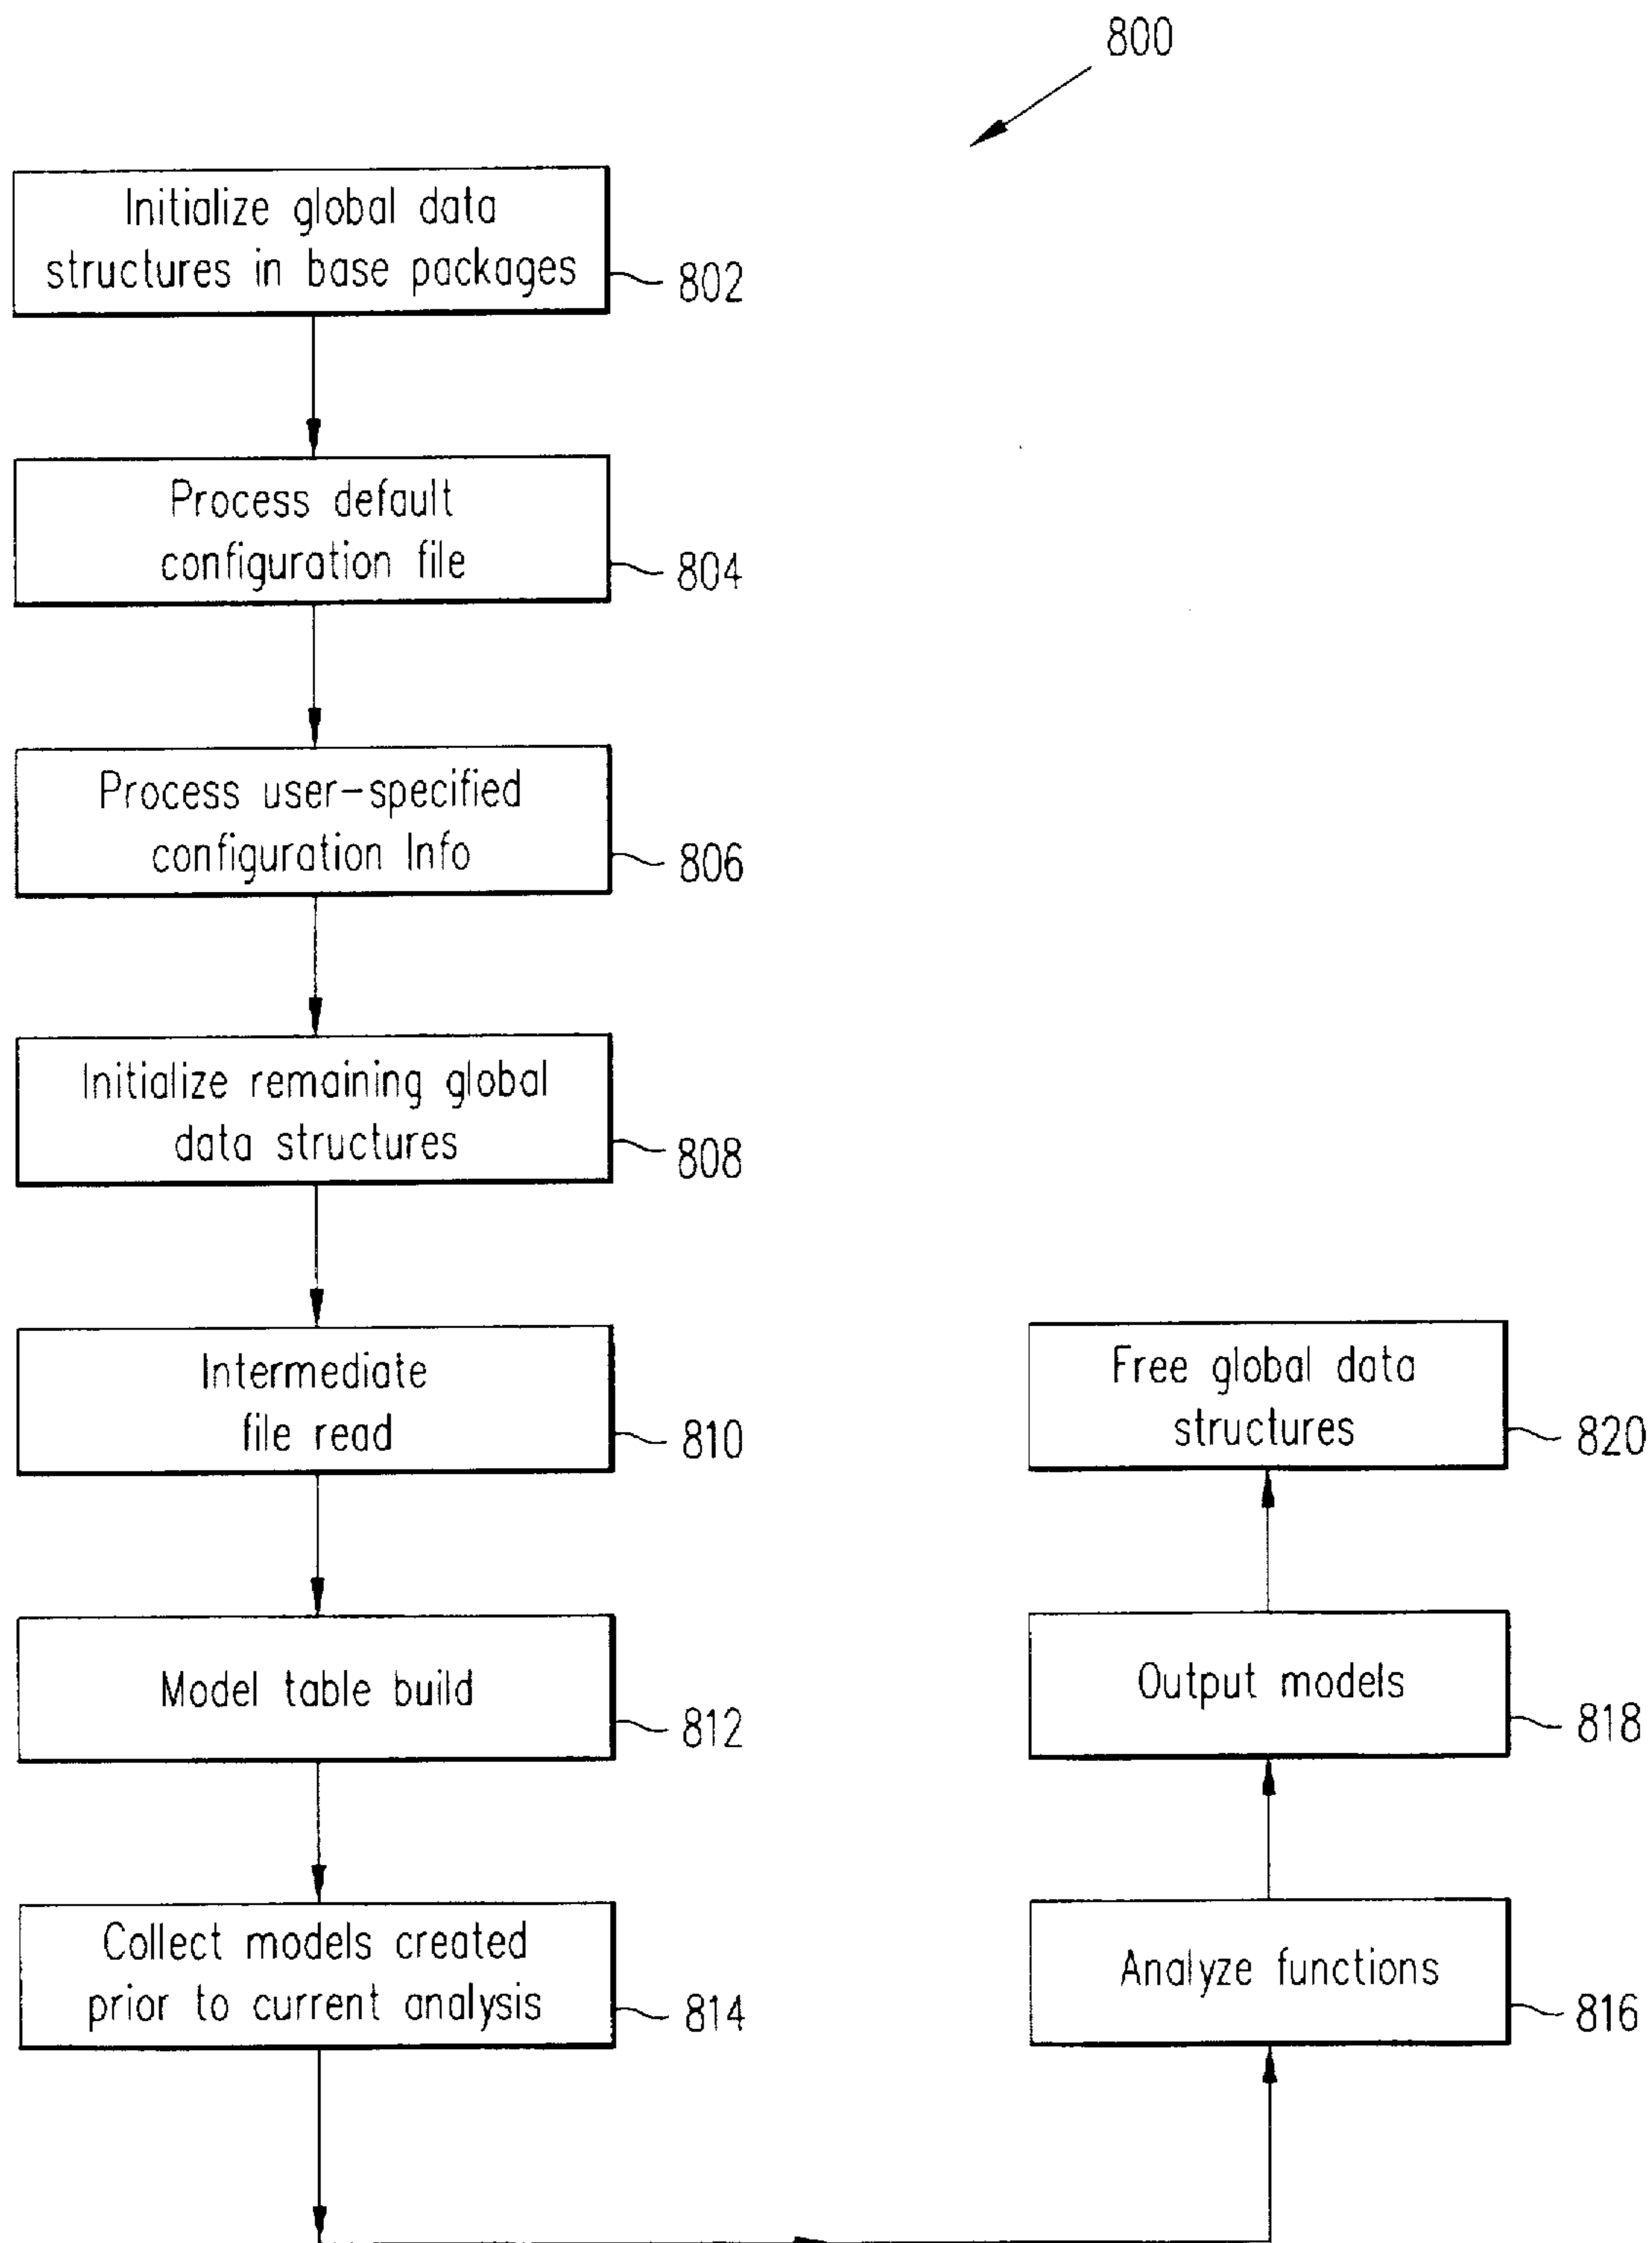 800
Initialize global data
structures in base packages
802
Process default
configuration file
804
Process user-specified
configuration Info
806
Initialize remaining global
data structures
808
Intermediate
file read
810
Model table build
812
Collect models created
prior to current analysis
814
Free global data
structures
820
Output models
818
Analyze functions
816